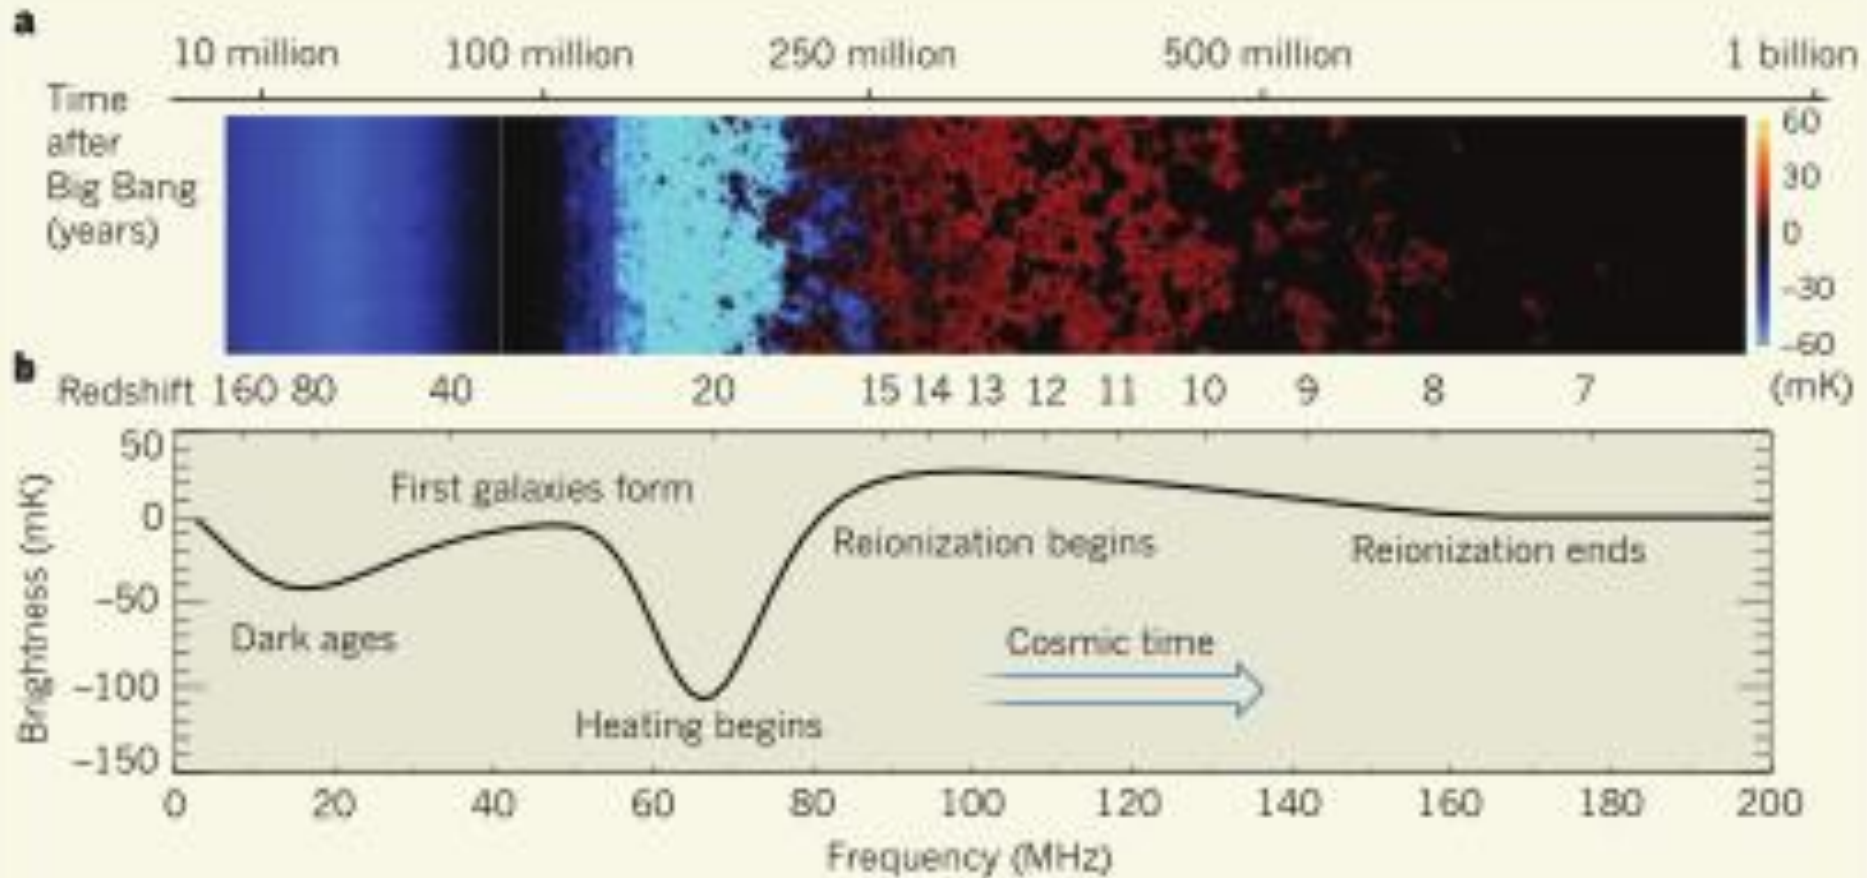 a
10 million 100 million 250 million 500 million 1 billion
Time
after
Big Bang
(years)
60
30
0
−30
−60
(mK)
b
Redshift 160 80 40 20 15 14 13 12 11 10 9 8 7
Brightness (mK)
50
0
−50
−100
−150
First galaxies form
Reionization begins
Reionization ends
Dark ages
Cosmic time
Heating begins
0 20 40 60 80 100 120 140 160 180 200
Frequency (MHz)